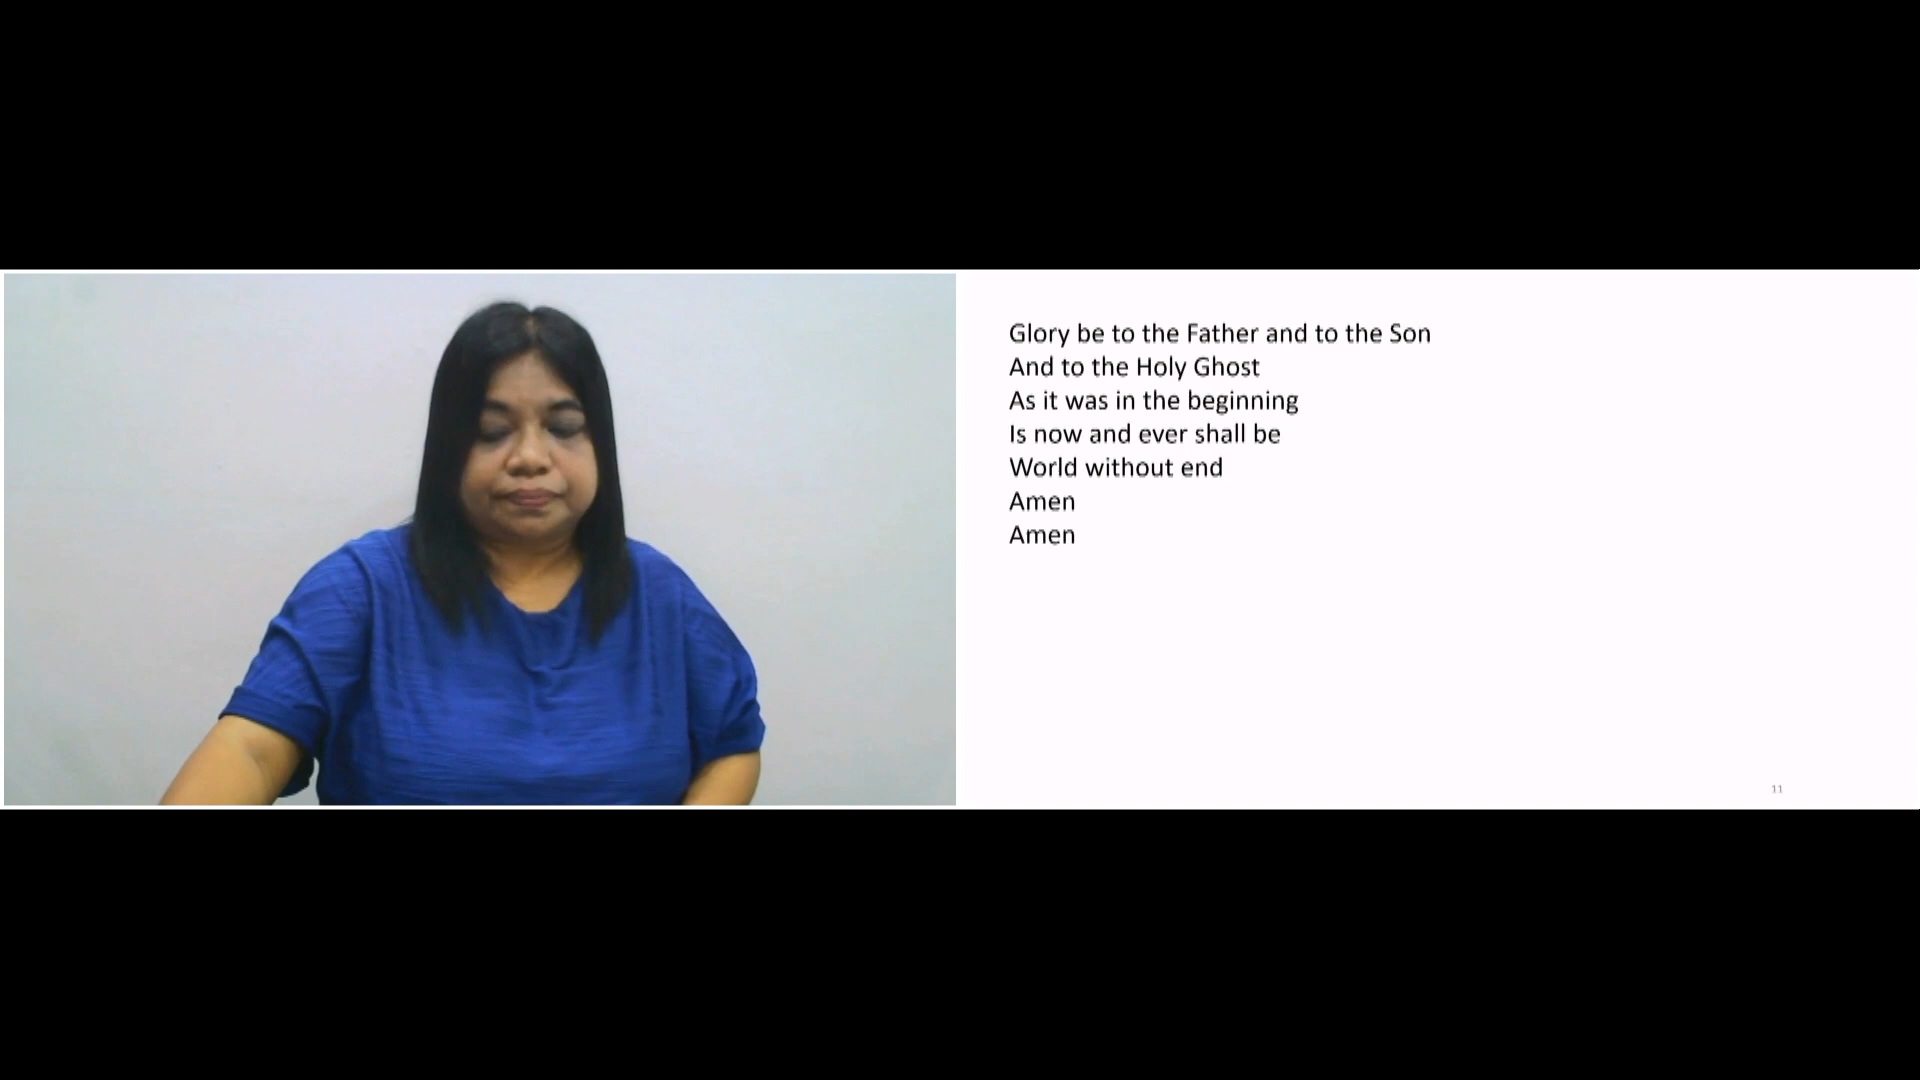 Glory be to the Father and to the Son
And to the Holy Ghost
As it was in the beginning
Is now and ever shall be
World without end
Amen
Amen
11